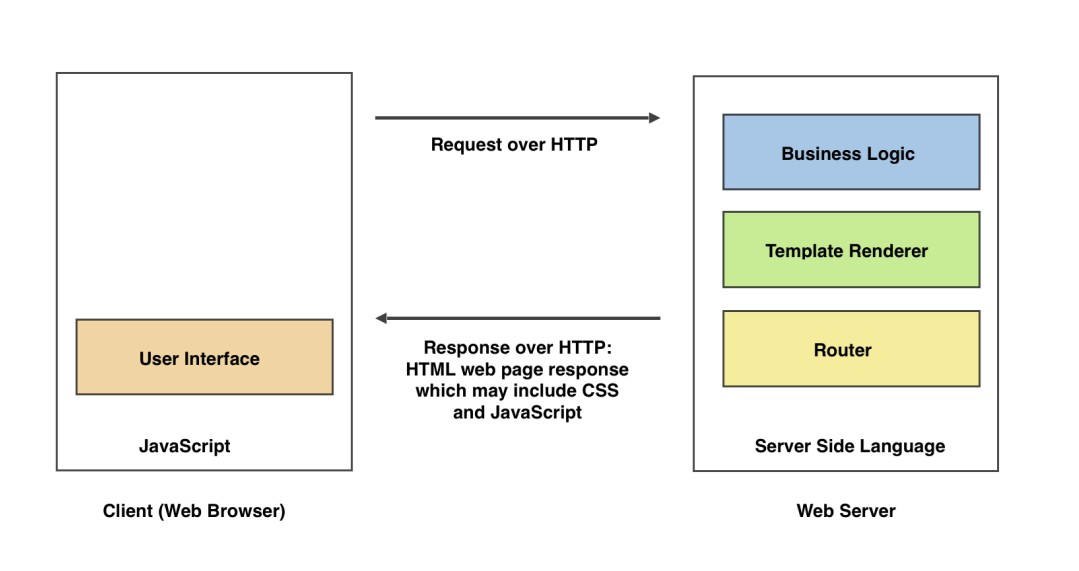 Request over HTTP
Business Logic
Template Renderer
Router
Server Side Language
User Interface
JavaScript
Response over HTTP:
HTML web page response
which may include CSS
and JavaScript
Client (Web Browser)
Web Server